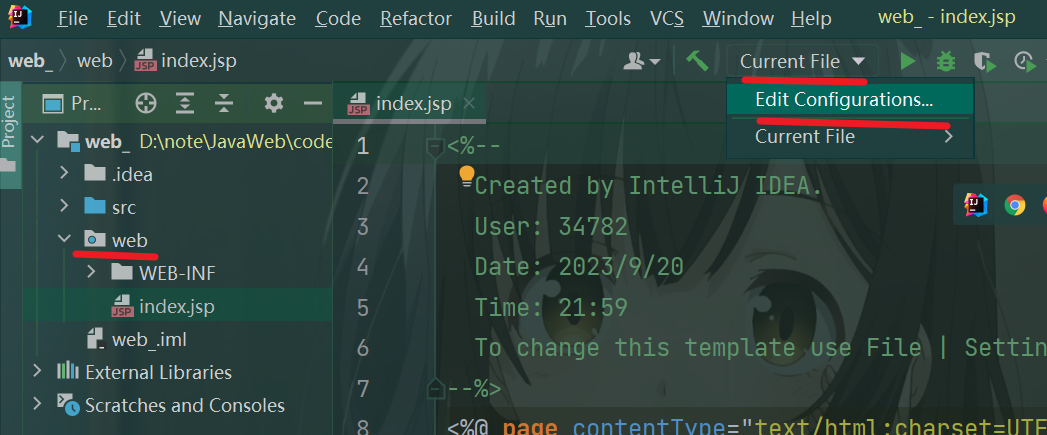 File Edit View Navigate Code Refactor Build Run Tools VCS Window Help web_ - index.jsp
web_ web index.jsp
Current File
Project
Pr...
index.jsp
Edit Configurations...
Current File
web_ D:\note\JavaWeb\code
.idea
src
web
WEB-INF
index.jsp
web_.iml
External Libraries
Scratches and Consoles
1 <%--
2 Created by IntelliJ IDEA.
3 User: 34782
4 Date: 2023/9/20
5 Time: 21:59
6 To change this template use File | Settin
7 --%>
8 <%@ page contentType="text/html;charset=UTF